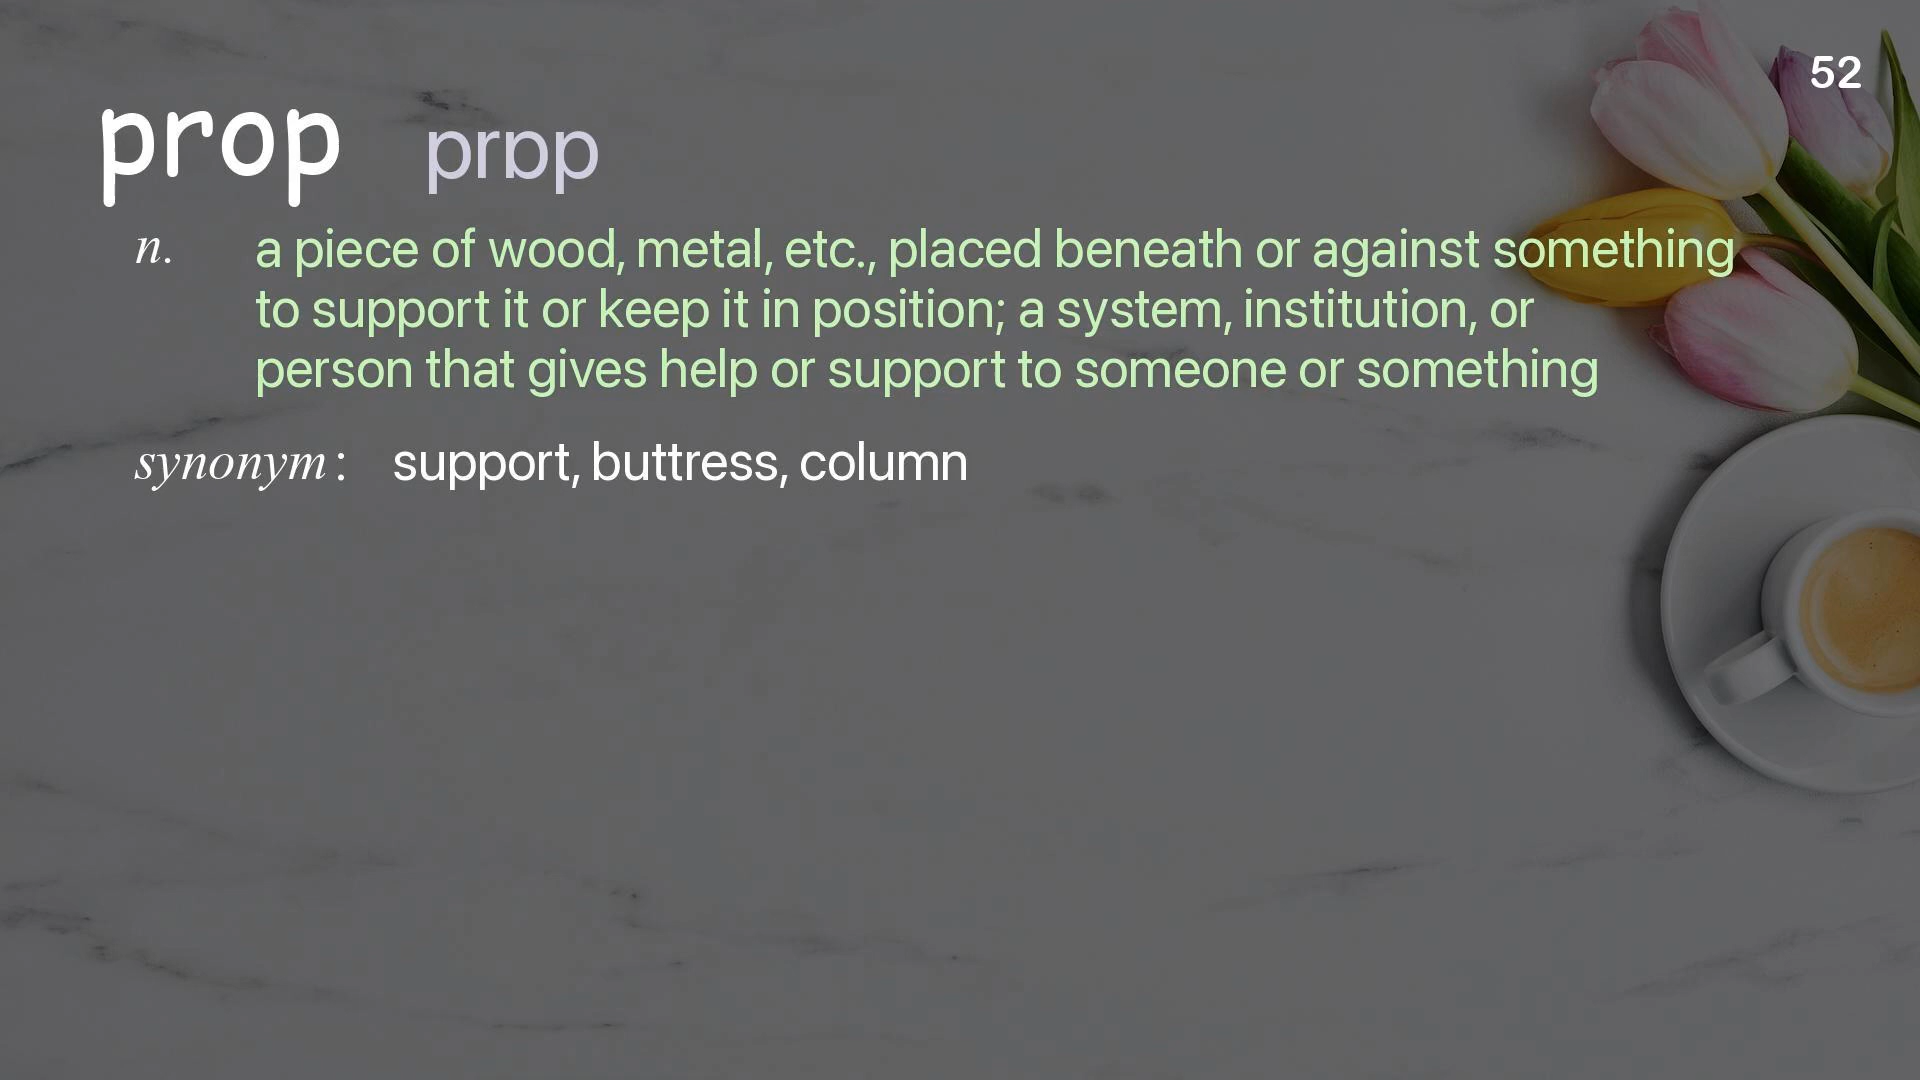 52
prop prɒp
n. a piece of wood, metal, etc., placed beneath or against something
to support it or keep it in position; a system, institution, or
person that gives help or support to someone or something
synonym : support, buttress, column